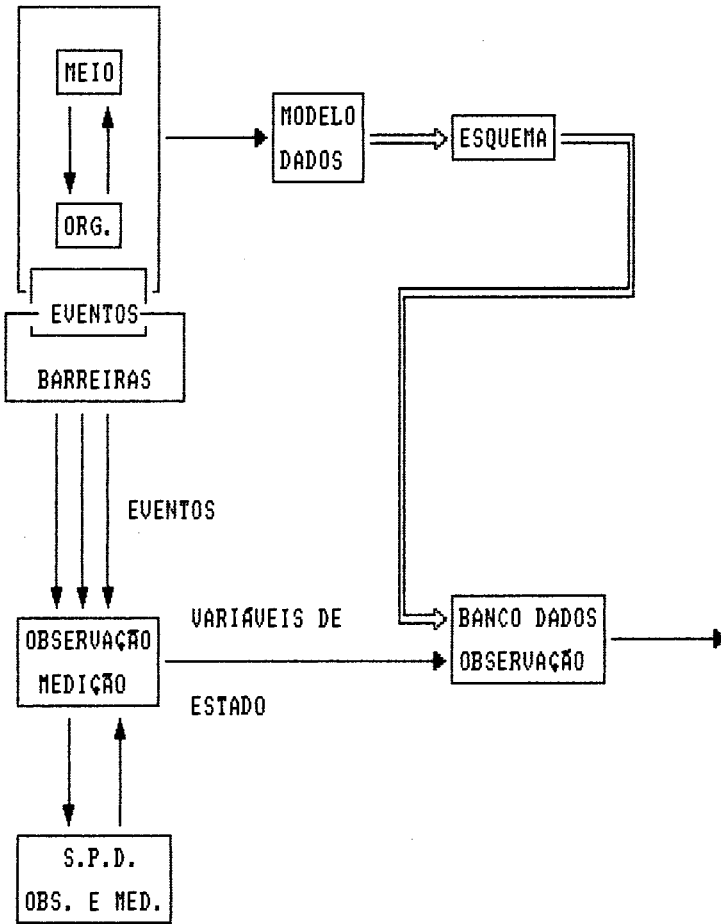 MEIO
ORG.
MODELO
DADOS
ESQUEMA
EVENTOS
BARREIRAS
EVENTOS
OBSERVAÇÃO
MEDIÇÃO
VARIÁVEIS DE
ESTADO
BANCO DADOS
OBSERVAÇÃO
S.P.D.
OBS. E MED.